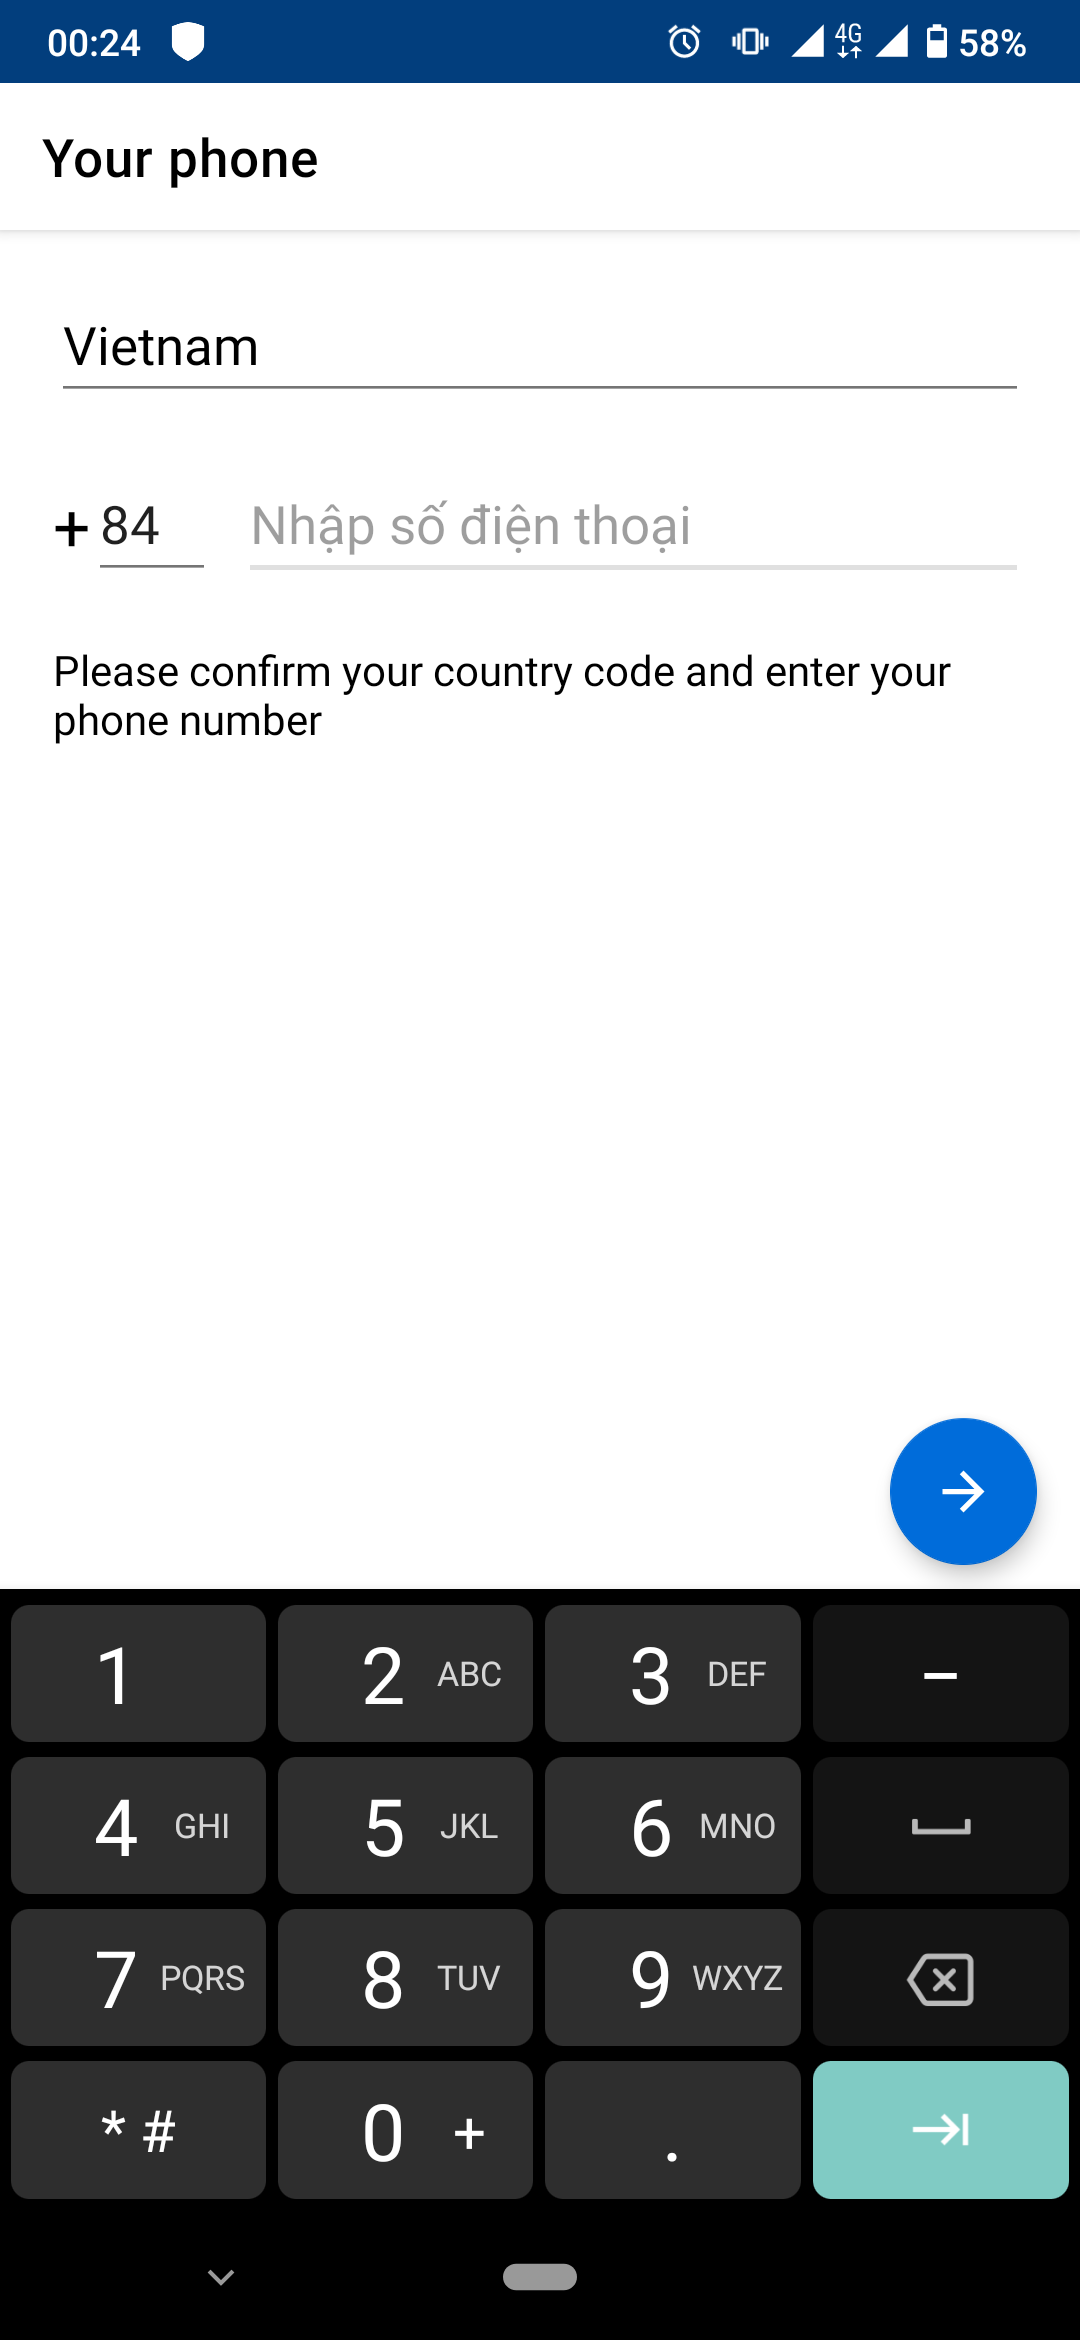 00:24 4G 58%
Your phone
Vietnam
+ 84 Nhập số điện thoại
Please confirm your country code and enter your
phone number
1 2 ABC 3 DEF –
4 GHI 5 JKL 6 MNO
7 PQRS 8 TUV 9 WXYZ
* # 0 + .